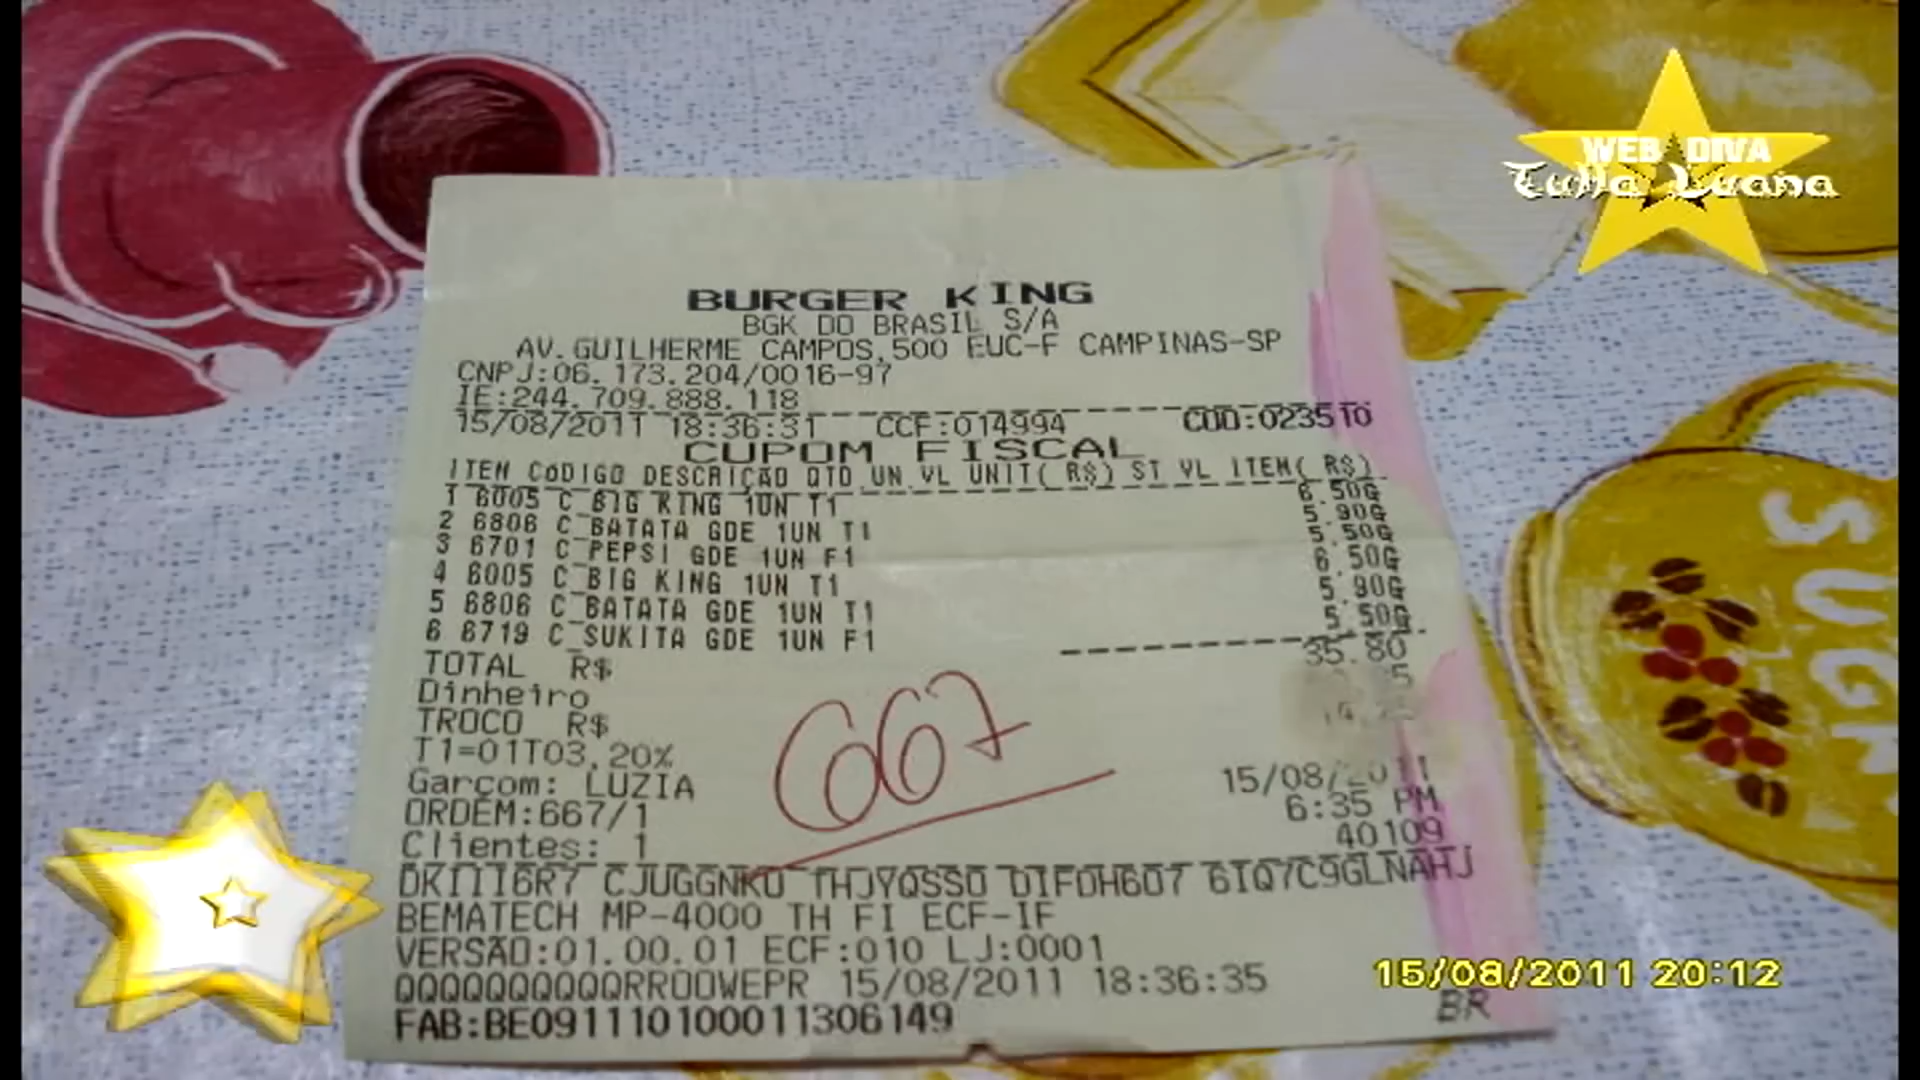 WEB DIVA
Tulla Luana
BURGER KING
BGK DO BRASIL S/A
AV.GUILHERME CAMPOS,500 EUC-F CAMPINAS-SP
CNPJ:06.173.204/0016-97
IE:244.709.888.118
15/08/2011 18:36:31 CCF:014994 COO:023510
CUPOM FISCAL
ITEM CÓDIGO DESCRIÇÃO QTD UN VL UNIT( R$) ST VL ITEM( R$)
1 6005 C_BIG KING 1UN T1 6.50G
2 6806 C_BATATA GDE 1UN T1 5.90G
3 6701 C_PEPSI GDE 1UN F1 5.50G
4 6005 C_BIG KING 1UN T1 6.50G
5 6806 C_BATATA GDE 1UN T1 5.90G
6 6719 C_SUKITA GDE 1UN F1 5.50G
TOTAL R$ 35.80
Dinheiro
TROCO R$
T1=01T03,20%
Garçom: LUZIA 15/08/2011
ORDEM:667/1 6:35 PM
Clientes: 1 40109
667
BEMATECH MP-4000 TH FI ECF-IF
VERSÃO:01.00.01 ECF:010 LJ:0001
QQQQQQQQQQRROOWEPR 15/08/2011 18:36:35
FAB:BE091110100011306149
BR
15/08/2011 20:12